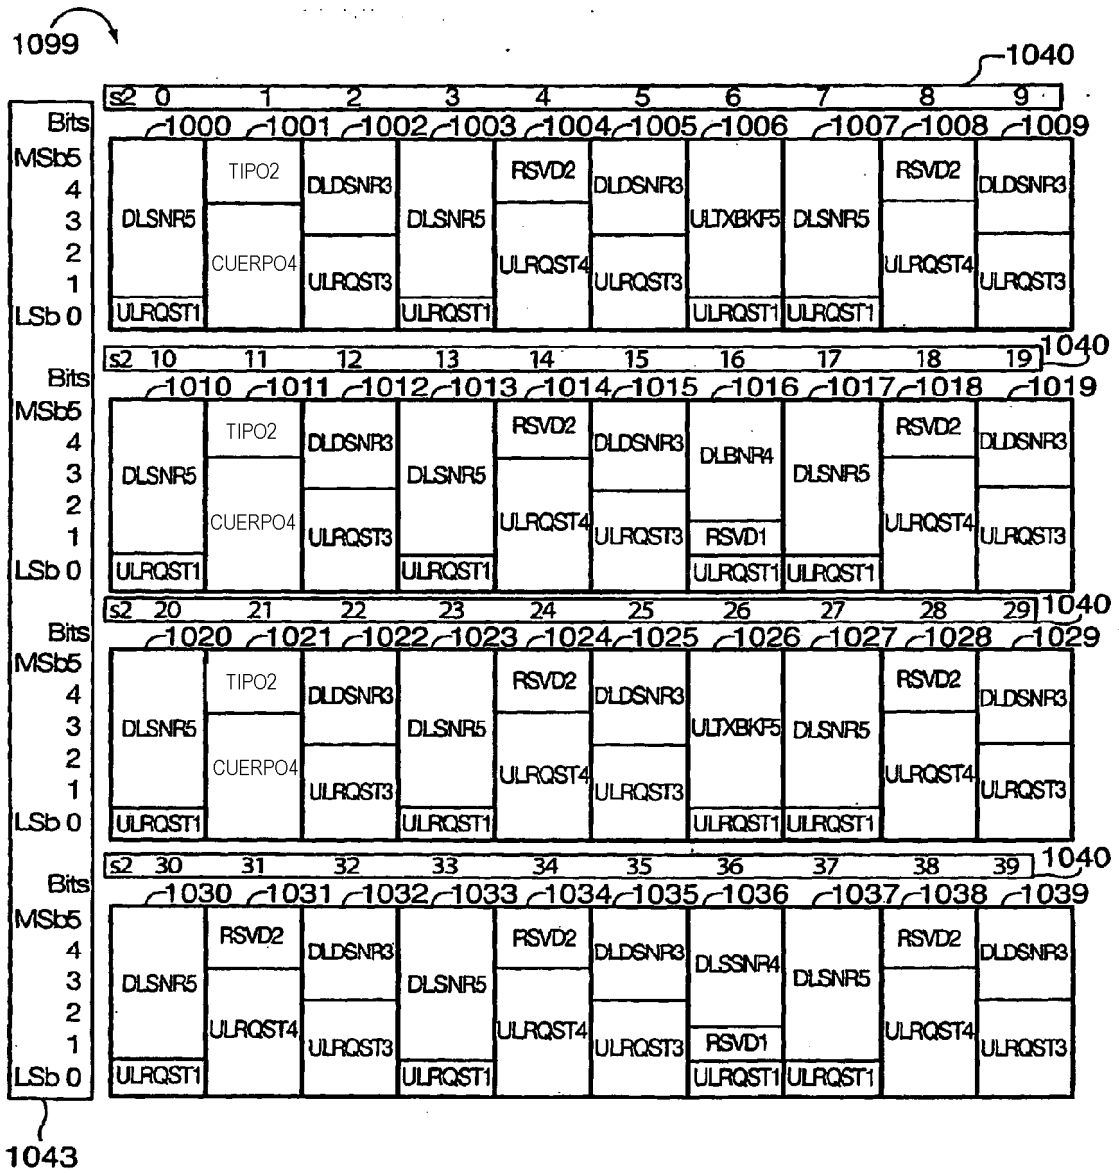 1099
1040
s2 0 1 2 3 4 5 6 7 8 9
Bits 1000 1001 1002 1003 1004 1005 1006 1007 1008 1009
MSb5 TIPO2 RSVD2 RSVD2
4 DLDSNR3 DLDSNR3 DLDSNR3
3 DLSNR5 DLSNR5 ULTXBKF5 DLSNR5
2 CUERPO4 ULRQST4 ULRQST4
1 ULRQST3 ULRQST3 ULRQST3
LSb 0 ULRQST1 ULRQST1 ULRQST1 ULRQST1
s2 10 11 12 13 14 15 16 17 18 19 1040
Bits 1010 1011 1012 1013 1014 1015 1016 1017 1018 1019
MSb5 TIPO2 RSVD2 RSVD2
4 DLDSNR3 DLDSNR3 DLBNR4 DLDSNR3
3 DLSNR5 DLSNR5 DLSNR5
2 CUERPO4 ULRQST4 ULRQST4
1 ULRQST3 ULRQST3 RSVD1 ULRQST3
LSb 0 ULRQST1 ULRQST1 ULRQST1 ULRQST1
s2 20 21 22 23 24 25 26 27 28 29 1040
Bits 1020 1021 1022 1023 1024 1025 1026 1027 1028 1029
MSb5 TIPO2 RSVD2 RSVD2
4 DLDSNR3 DLDSNR3 DLDSNR3
3 DLSNR5 DLSNR5 ULTXBKF5 DLSNR5
2 CUERPO4 ULRQST4 ULRQST4
1 ULRQST3 ULRQST3 ULRQST3
LSb 0 ULRQST1 ULRQST1 ULRQST1 ULRQST1
s2 30 31 32 33 34 35 36 37 38 39 1040
Bits 1030 1031 1032 1033 1034 1035 1036 1037 1038 1039
MSb5 RSVD2 RSVD2 RSVD2
4 DLDSNR3 DLDSNR3 DLSSNR4 DLDSNR3
3 DLSNR5 DLSNR5 DLSNR5
2 ULRQST4 ULRQST4 ULRQST4
1 ULRQST3 ULRQST3 RSVD1 ULRQST3
LSb 0 ULRQST1 ULRQST1 ULRQST1 ULRQST1
1043